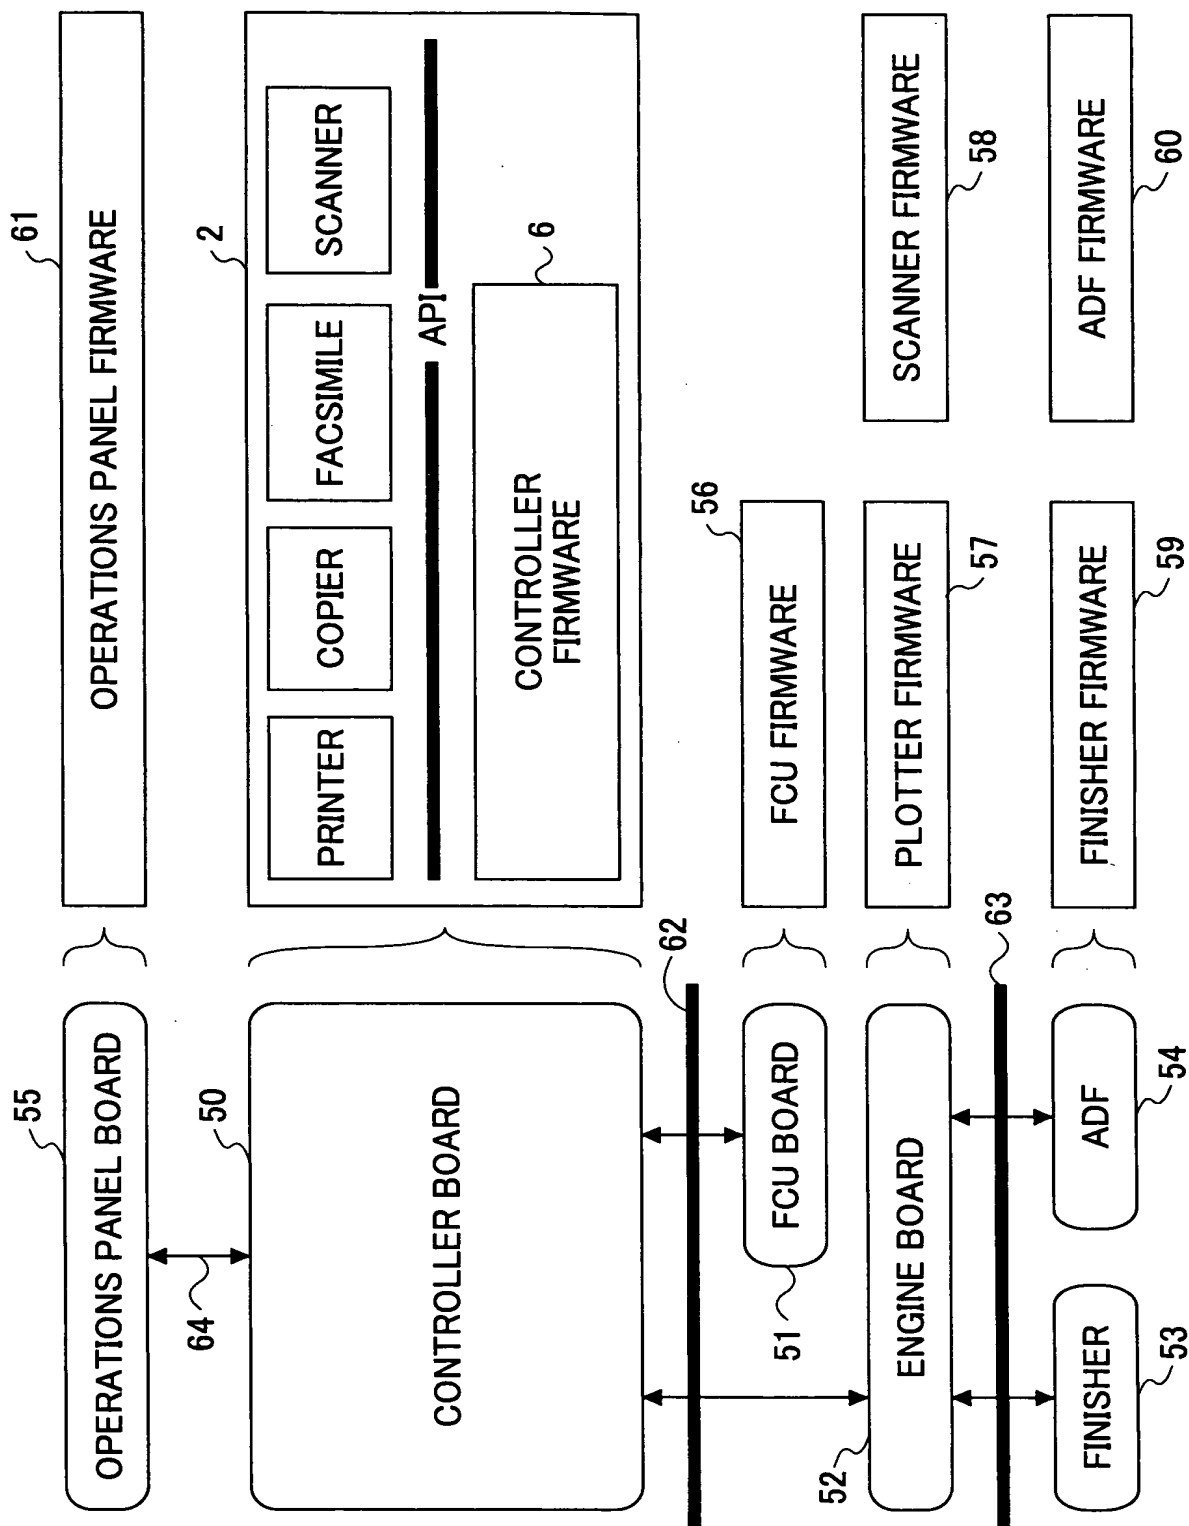 55
OPERATIONS PANEL BOARD
61
OPERATIONS PANEL FIRMWARE
64
50
CONTROLLER BOARD
2
PRINTER
COPIER
FACSIMILE
SCANNER
API
6
CONTROLLER
FIRMWARE
62
51
FCU BOARD
56
FCU FIRMWARE
52
ENGINE BOARD
PLOTTER FIRMWARE
57
SCANNER FIRMWARE
58
63
FINISHER
53
ADF
54
FINISHER FIRMWARE
59
ADF FIRMWARE
60